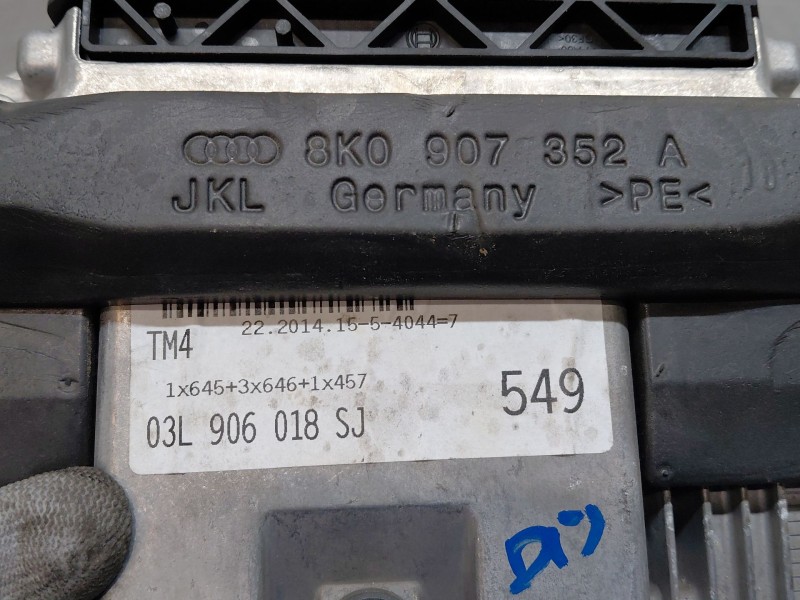 8K0 907 352 A
JKL Germany >PE<
22.2014.15-5-4044=7
TM4
1x645+3x646+1x457
549
03L 906 018 SJ